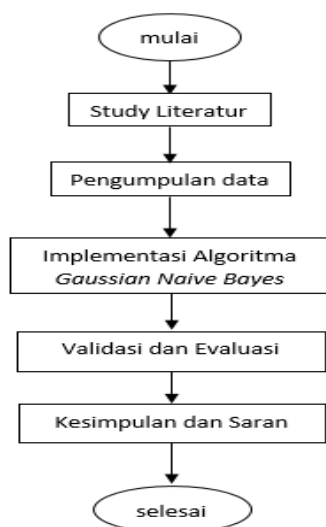 mulai
Study Literatur
Pengumpulan data
Implementasi Algoritma
Gaussian Naive Bayes
Validasi dan Evaluasi
Kesimpulan dan Saran
selesai